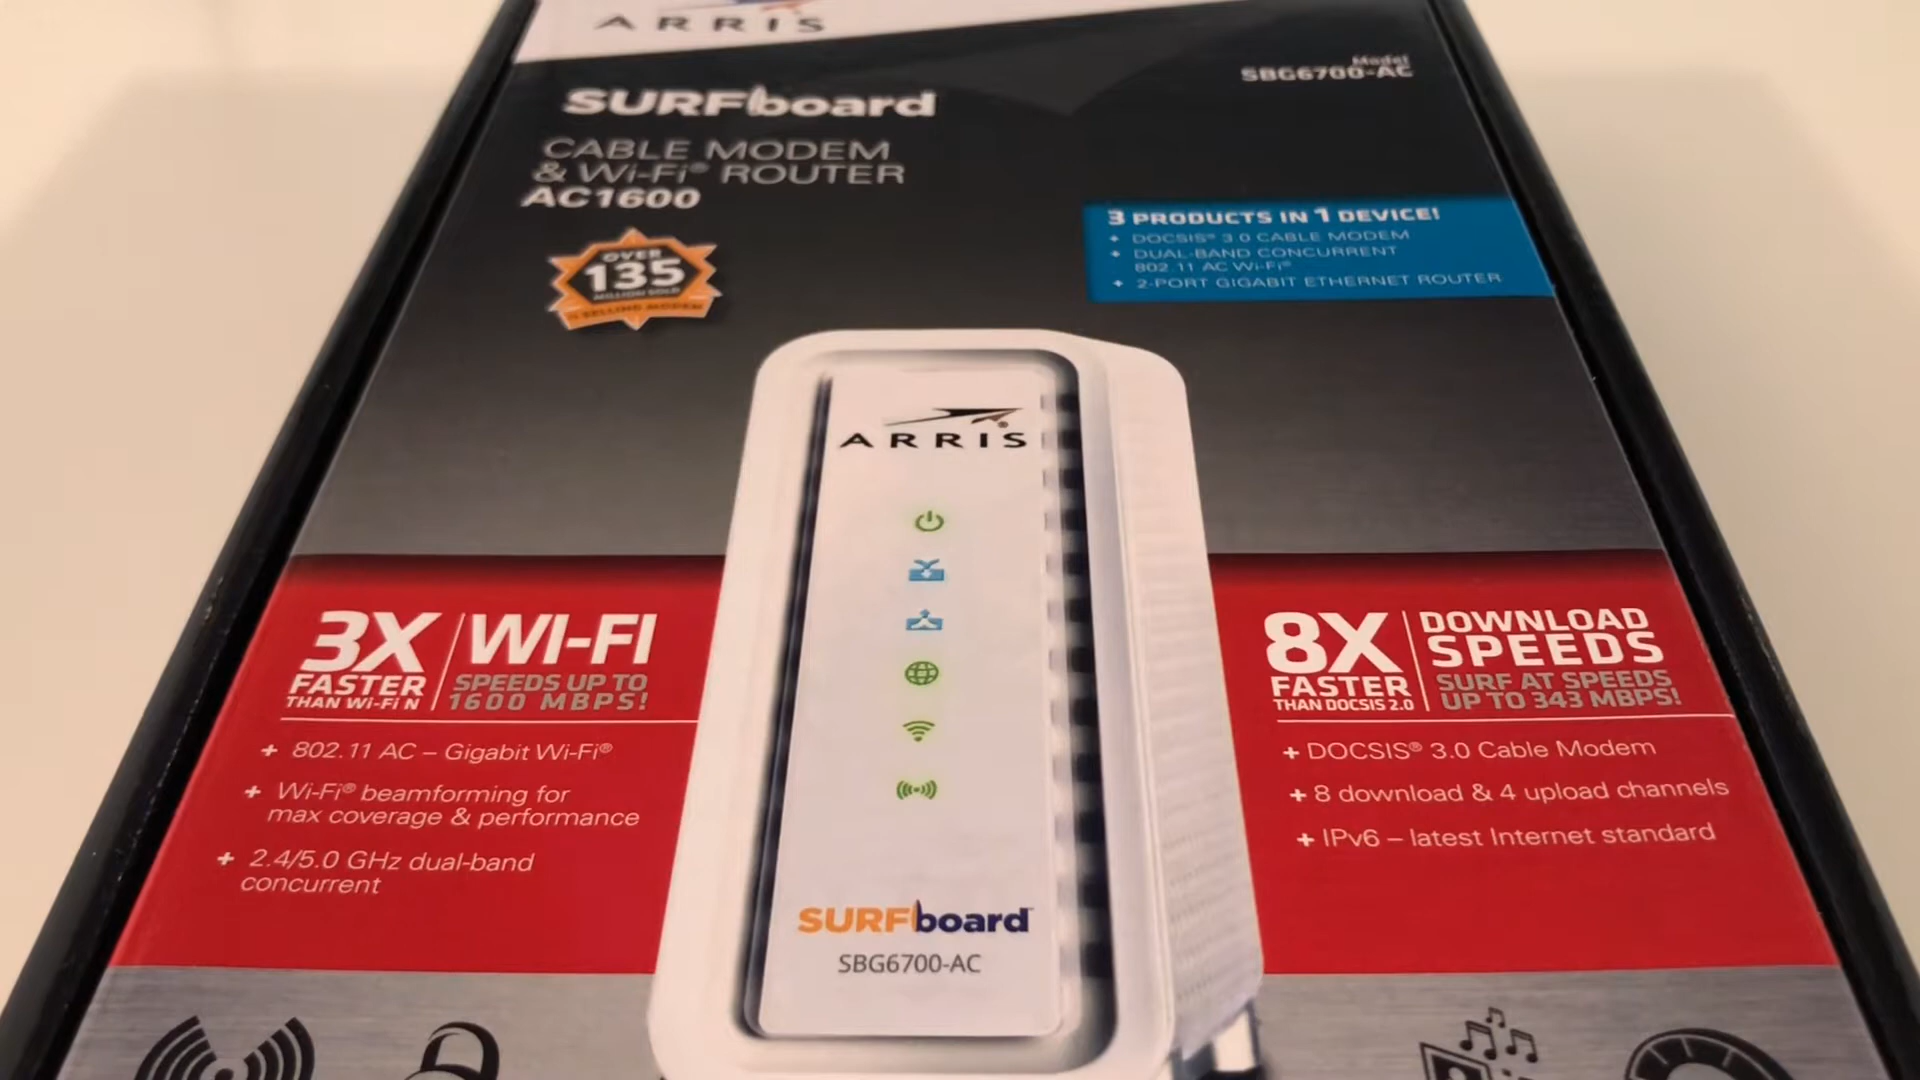 ARRIS
Model
SBG6700-AC
SURFboard
CABLE MODEM
& Wi-Fi® ROUTER
AC1600
OVER
135
MILLION SOLD
SELLING MODEM
3 PRODUCTS IN 1 DEVICE!
+ DOCSIS® 3.0 CABLE MODEM
+ DUAL-BAND CONCURRENT
802.11 AC Wi-Fi®
+ 2-PORT GIGABIT ETHERNET ROUTER
ARRIS®
3X
FASTER
THAN Wi-Fi N
WI-FI
SPEEDS UP TO
1600 MBPS!
+ 802.11 AC – Gigabit Wi-Fi®
+ Wi-Fi® beamforming for
max coverage & performance
+ 2.4/5.0 GHz dual-band
concurrent
8X
FASTER
THAN DOCSIS 2.0
DOWNLOAD
SPEEDS
SURF AT SPEEDS
UP TO 343 MBPS!
+ DOCSIS® 3.0 Cable Modem
+ 8 download & 4 upload channels
+ IPv6 – latest Internet standard
SURFboard™
SBG6700-AC